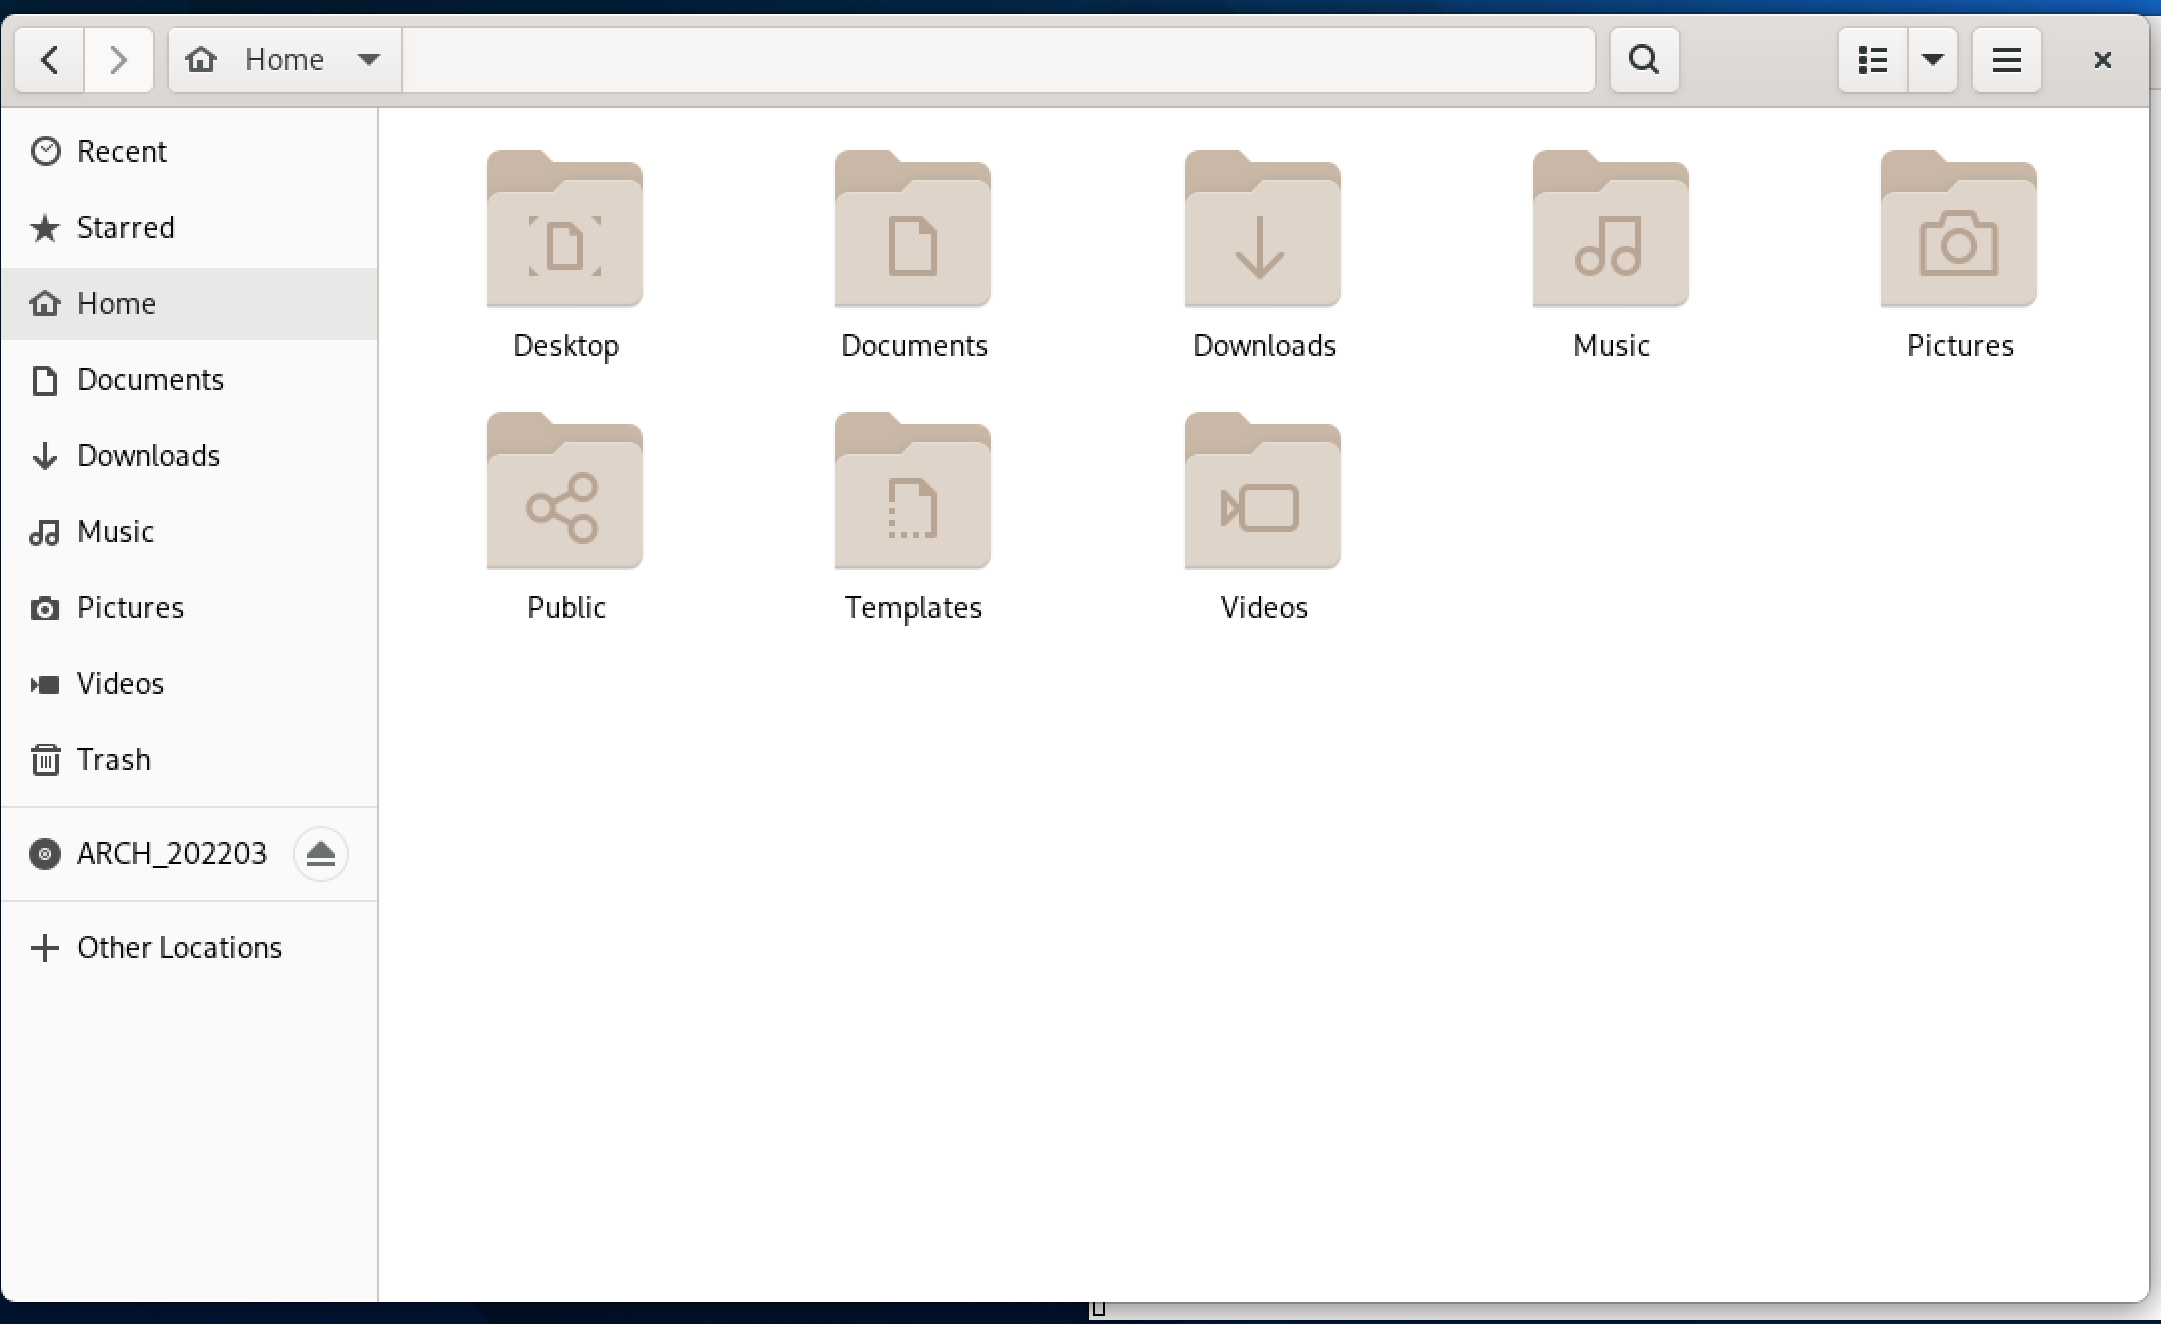 Home
Recent
Starred
Home
Documents
Downloads
Music
Pictures
Videos
Trash
ARCH_202203
Other Locations
Desktop
Documents
Downloads
Music
Pictures
Public
Templates
Videos